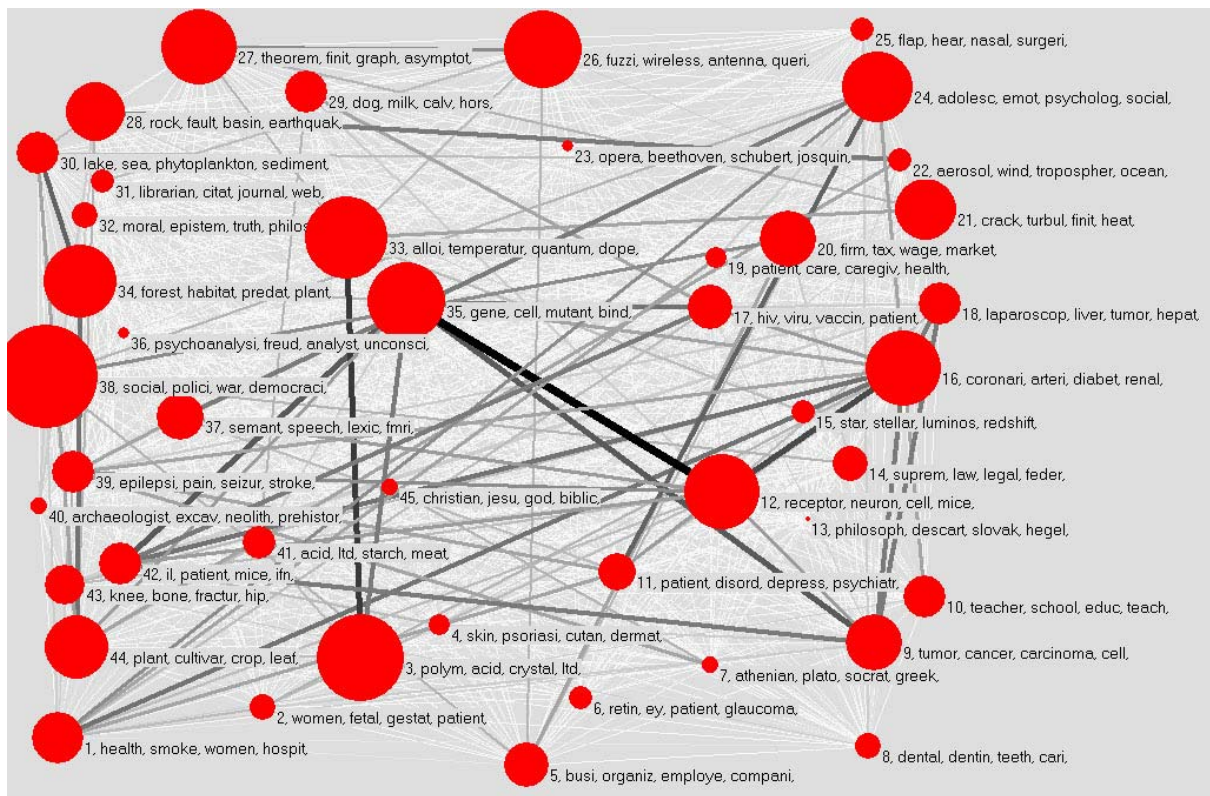 25, flap, hear, nasal, surgeri,
27, theorem, finit, graph, asymptot,
26, fuzzi, wireless, antenna, queri,
24, adolesc, emot, psycholog, social,
29, dog, milk, calv, hors,
28, rock, fault, basin, earthquak,
23, opera, beethoven, schubert, josquin,
30, lake, sea, phytoplankton, sediment,
22, aerosol, wind, tropospher, ocean,
31, librarian, citat, journal, web,
32, moral, epistem, truth, philos
21, crack, turbul, finit, heat,
33, alloi, temperatur, quantum, dope,
20, firm, tax, wage, market,
19, patient, care, caregiv, health,
34, forest, habitat, predat, plant,
35, gene, cell, mutant, bind,
17, hiv, viru, vaccin, patient,
18, laparoscop, liver, tumor, hepat,
36, psychoanalysi, freud, analyst, unconsci,
38, social, polici, war, democraci,
16, coronari, arteri, diabet, renal,
37, semant, speech, lexic, fmri,
15, star, stellar, luminos, redshift,
14, suprem, law, legal, feder,
39, epilepsi, pain, seizur, stroke,
45, christian, jesu, god, biblic,
12, receptor, neuron, cell, mice,
40, archaeologist, excav, neolith, prehistor,
13, philosoph, descart, slovak, hegel,
41, acid, ltd, starch, meat,
42, il, patient, mice, ifn,
11, patient, disord, depress, psychiatr,
43, knee, bone, fractur, hip,
10, teacher, school, educ, teach,
4, skin, psoriasi, cutan, dermat,
44, plant, cultivar, crop, leaf,
3, polym, acid, crystal, ltd,
9, tumor, cancer, carcinoma, cell,
7, athenian, plato, socrat, greek,
2, women, fetal, gestat, patient,
6, retin, ey, patient, glaucoma,
1, health, smoke, women, hospit,
8, dental, dentin, teeth, cari,
5, busi, organiz, employe, compani,